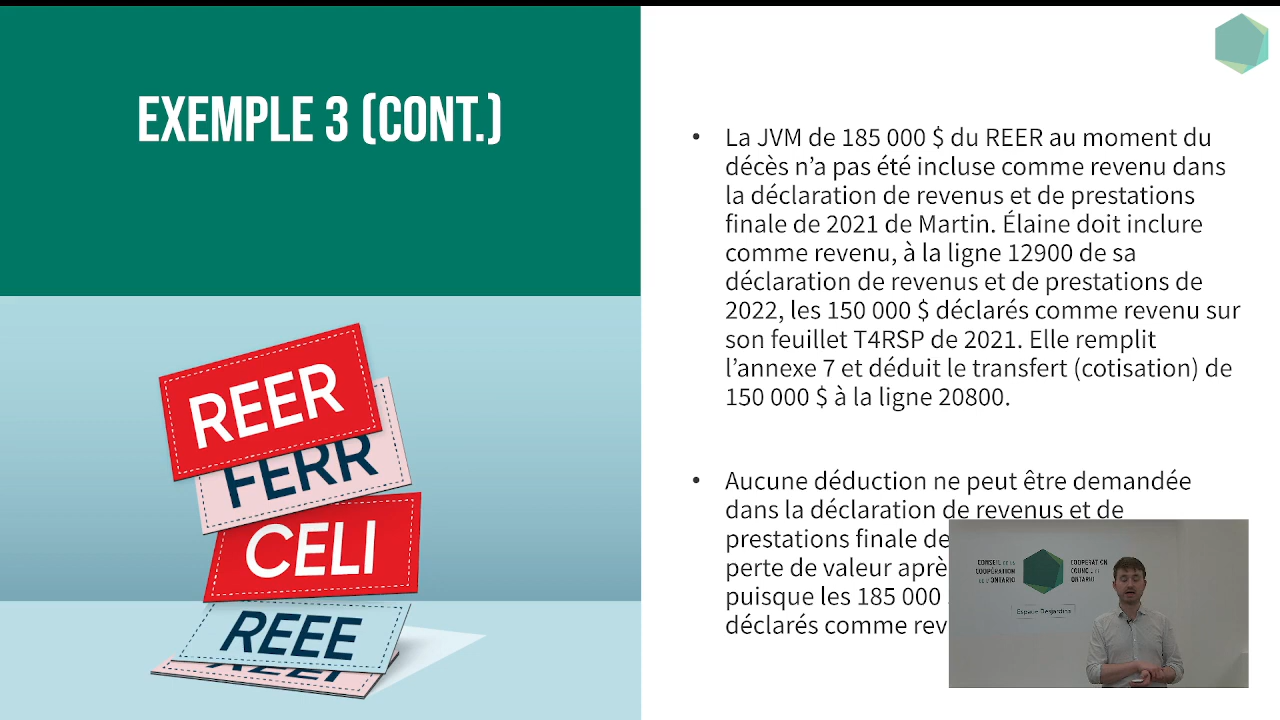 EXEMPLE 3 (CONT.)
REER
FERR
CELI
REEE
• La JVM de 185 000 $ du REER au moment du
décès n’a pas été incluse comme revenu dans
la déclaration de revenus et de prestations
finale de 2021 de Martin. Élaine doit inclure
comme revenu, à la ligne 12900 de sa
déclaration de revenus et de prestations de
2022, les 150 000 $ déclarés comme revenu sur
son feuillet T4RSP de 2021. Elle remplit
l’annexe 7 et déduit le transfert (cotisation) de
150 000 $ à la ligne 20800.
• Aucune déduction ne peut être demandée
dans la déclaration de revenus et de
prestations finale de
perte de valeur après
puisque les 185 000
déclarés comme rev
CONSEIL DE LA
COOPÉRATION
DE L'ONTARIO
Espace Desjardins